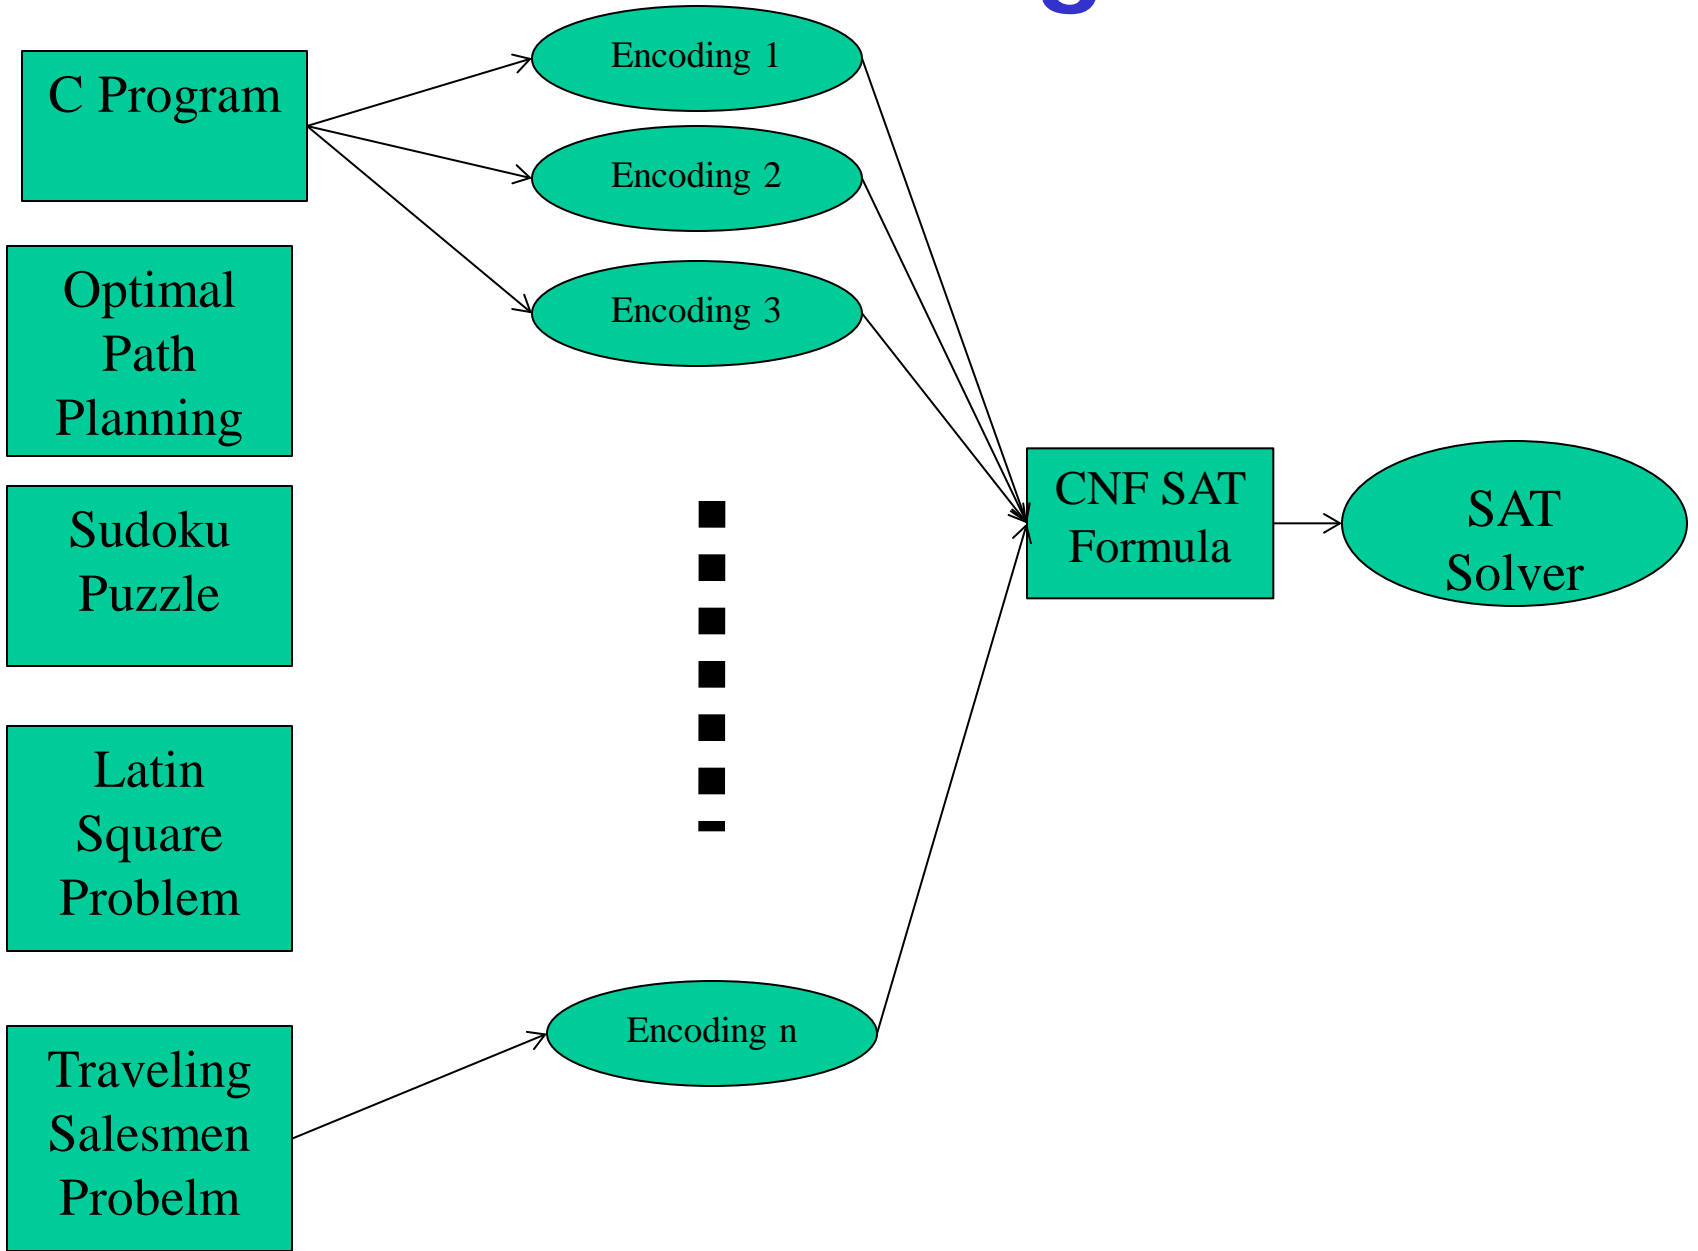 C Program
Encoding 1
Encoding 2
Encoding 3
Optimal
Path
Planning
Sudoku
Puzzle
Latin
Square
Problem
Traveling
Salesmen
Probelm
Encoding n
CNF SAT
Formula
SAT
Solver